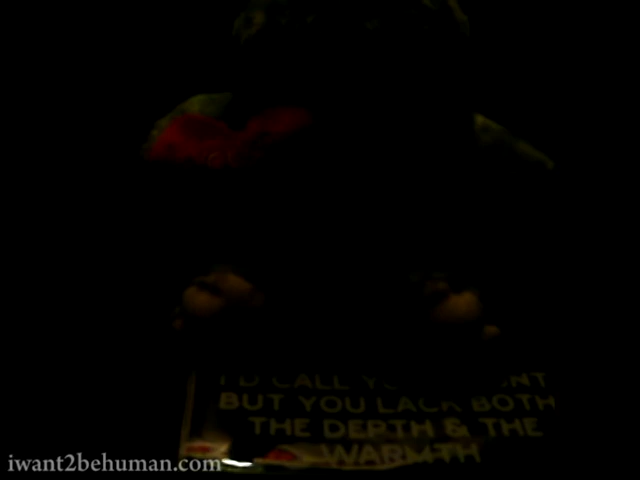 I'D CALL
BUT YOU LACK BOTH
THE DEPTH & THE
WARMTH
iwant2behuman.com